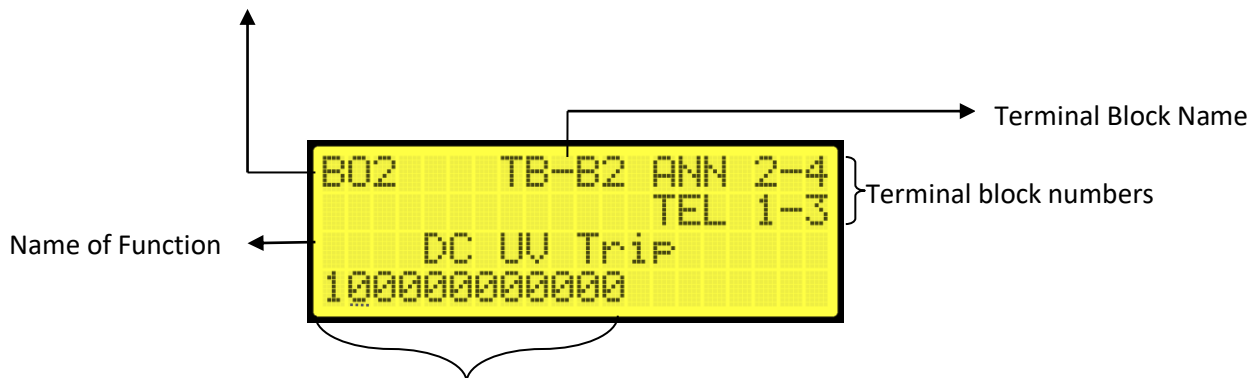 Terminal Block Name
BO2 TB-B2 ANN 2-4
TEL 1-3
Terminal block numbers
Name of Function
DC UV Trip
100000000000